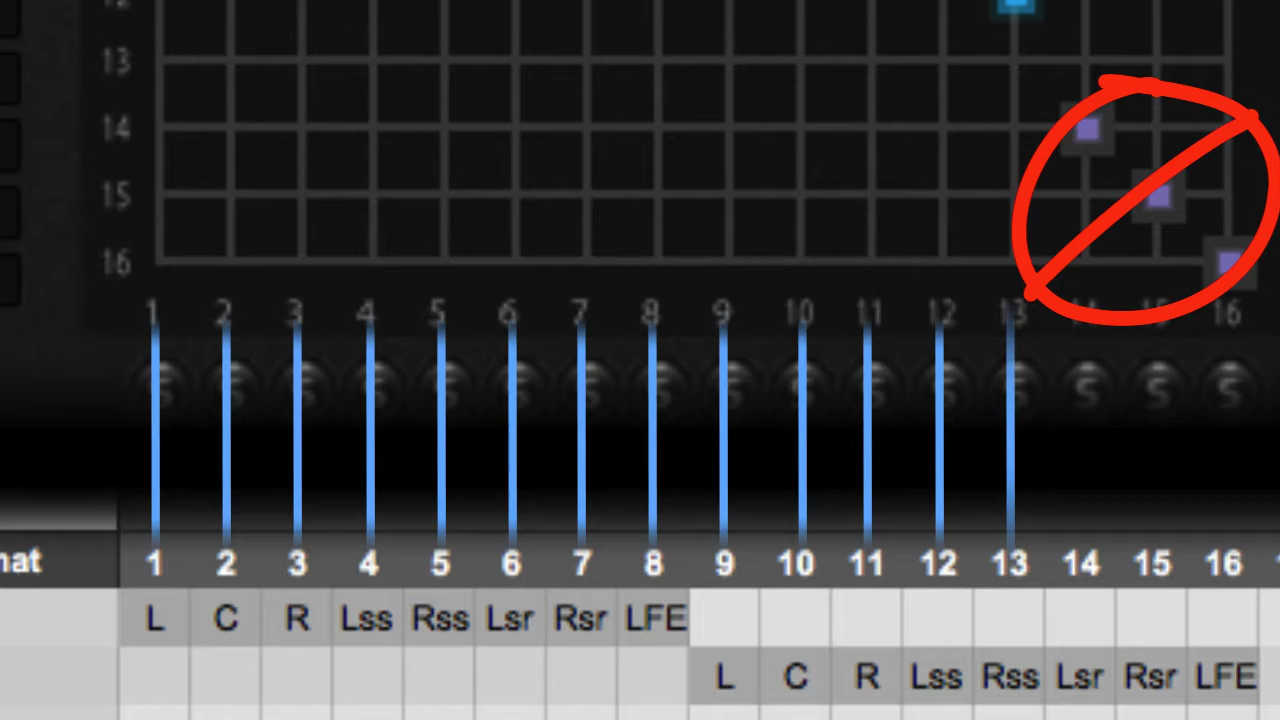 13
14
15
16
1 2 3 4 5 6 7 8 9 10 11 12 13 14 15 16
S S S S S S S S S S S S S S S S
1 2 3 4 5 6 7 8 9 10 11 12 13 14 15 16
L C R Lss Rss Lsr Rsr LFE
L C R Lss Rss Lsr Rsr LFE